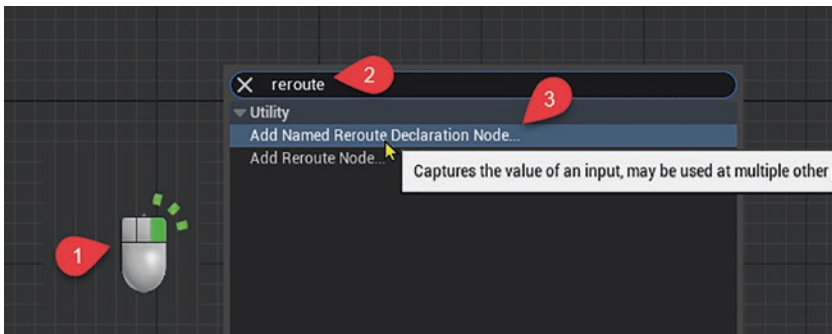 reroute
2
3
Utility
Add Named Reroute Declaration Node...
Add Reroute Node...
Captures the value of an input, may be used at multiple other
1